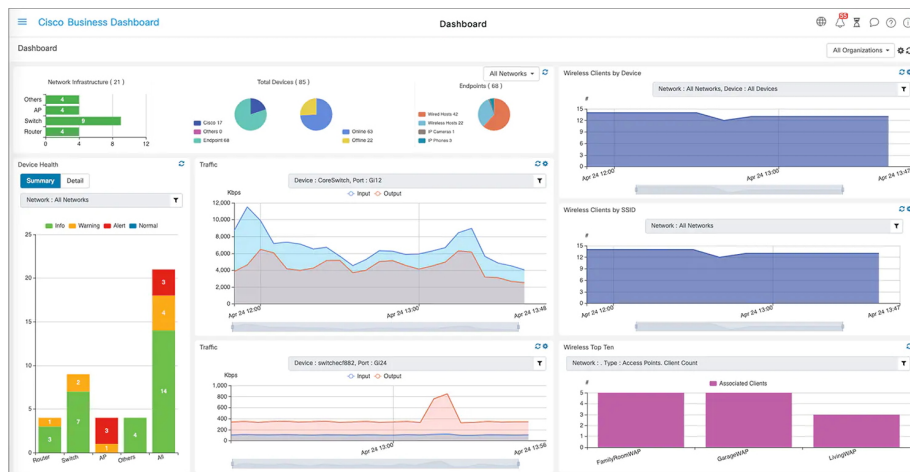 Cisco Business Dashboard
Dashboard
55
Dashboard
All Organizations
All Networks
Network Infrastructure ( 21 )
Others
AP
Switch
Router
4
4
9
4
0 4 8 12
Total Devices ( 85 )
Cisco 17
Others 0
Endpoint 68
Online 63
Offline 22
Endpoints ( 68 )
Wired Hosts 42
Wireless Hosts 22
IP Cameras 1
IP Phones 3
Device Health
Summary
Detail
Network : All Networks
Info Warning Alert Normal
25
20
15
10
5
0
3
1
7
2
1
3
4
14
4
3
Router Switch AP Others All
Traffic
Device : CoreSwitch, Port : Gi12
Kbps
Input Output
12,000
10,000
8,000
6,000
4,000
2,000
0
Apr 24 12:00
Apr 24 13:00
Apr 24 13:48
Traffic
Device : switchecf882, Port : Gi24
Kbps
Input Output
1,000
800
600
400
200
0
Apr 24 13:00
Apr 24 13:56
Wireless Clients by Device
Network : All Networks, Device : All Devices
#
15
12
9
6
3
0
Apr 24 12:00
Apr 24 13:00
Apr 24 13:47
Wireless Clients by SSID
Network : All Networks
#
15
12
9
6
3
0
Apr 24 12:00
Apr 24 13:00
Apr 24 13:47
Wireless Top Ten
Network : . Type : Access Points. Client Count
#
Associated Clients
5
4
3
2
1
0
FamilyRoomWAP
GarageWAP
LivingWAP